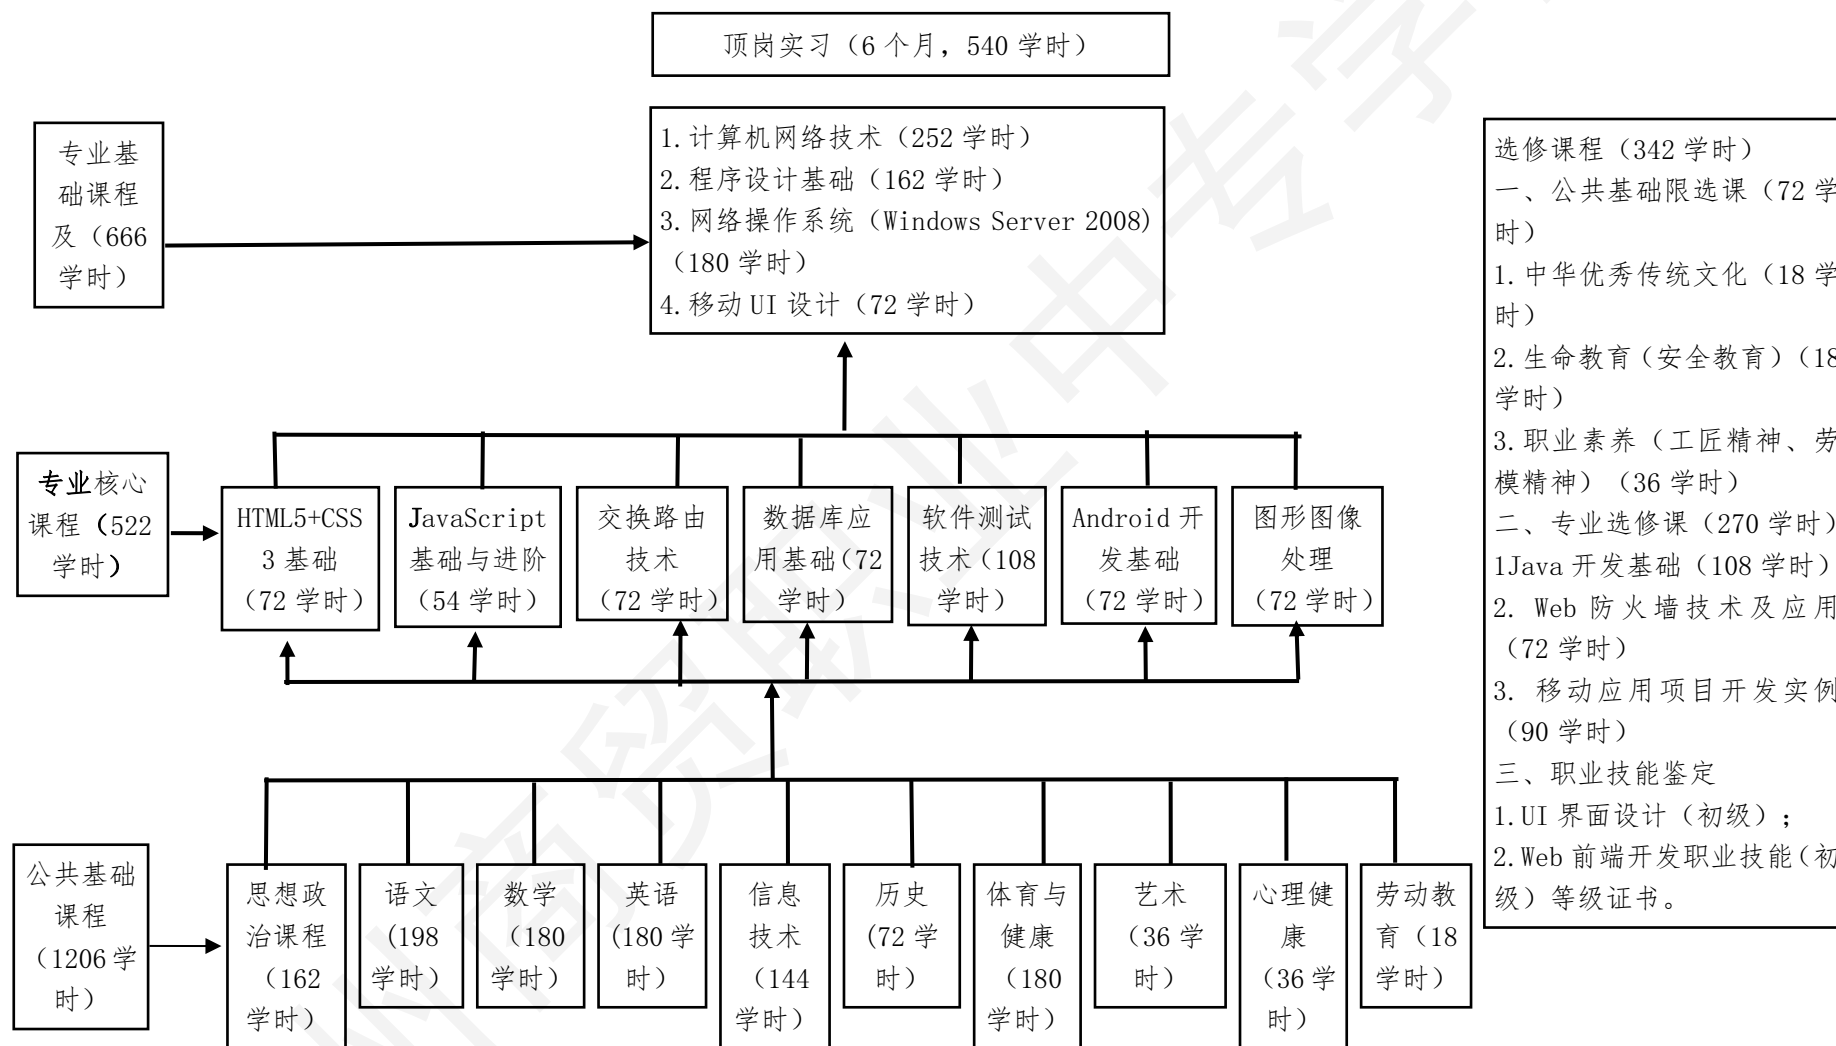 顶岗实习（6个月，540学时）
专业基
础课程
及（666
学时）
1.计算机网络技术（252学时）
2.程序设计基础（162学时）
3.网络操作系统（Windows Server 2008）
（180学时）
4.移动UI设计（72学时）
专业核心
课程（522
学时）
HTML5+CSS
3基础
（72学时）
JavaScript
基础与进阶
（54学时）
交换路由
技术
（72学时）
数据库应
用基础（72
学时）
软件测试
技术（108
学时）
Android开
发基础
（72学时）
图形图像
处理
（72学时）
公共基础
课程
（1206学
时）
思想政
治课程
（162
学时）
语文
（198
学时）
数学
（180
学时）
英语
（180学
时）
信息
技术
（144
学时）
历史
（72学
时）
体育与
健康
（180
学时）
艺术
（36学
时）
心理健
康
（36学
时）
劳动教
育（18
学时）
选修课程（342学时）
一、公共基础限选课（72学
时）
1.中华优秀传统文化（18学
时）
2.生命教育（安全教育）（18
学时）
3.职业素养（工匠精神、劳
模精神）（36学时）
二、专业选修课（270学时）
1Java开发基础（108学时）
2. Web防火墙技术及应用
（72学时）
3. 移动应用项目开发实例
（90学时）
三、职业技能鉴定
1.UI界面设计（初级）；
2.Web前端开发职业技能（初
级）等级证书。
州商贸职业中专学